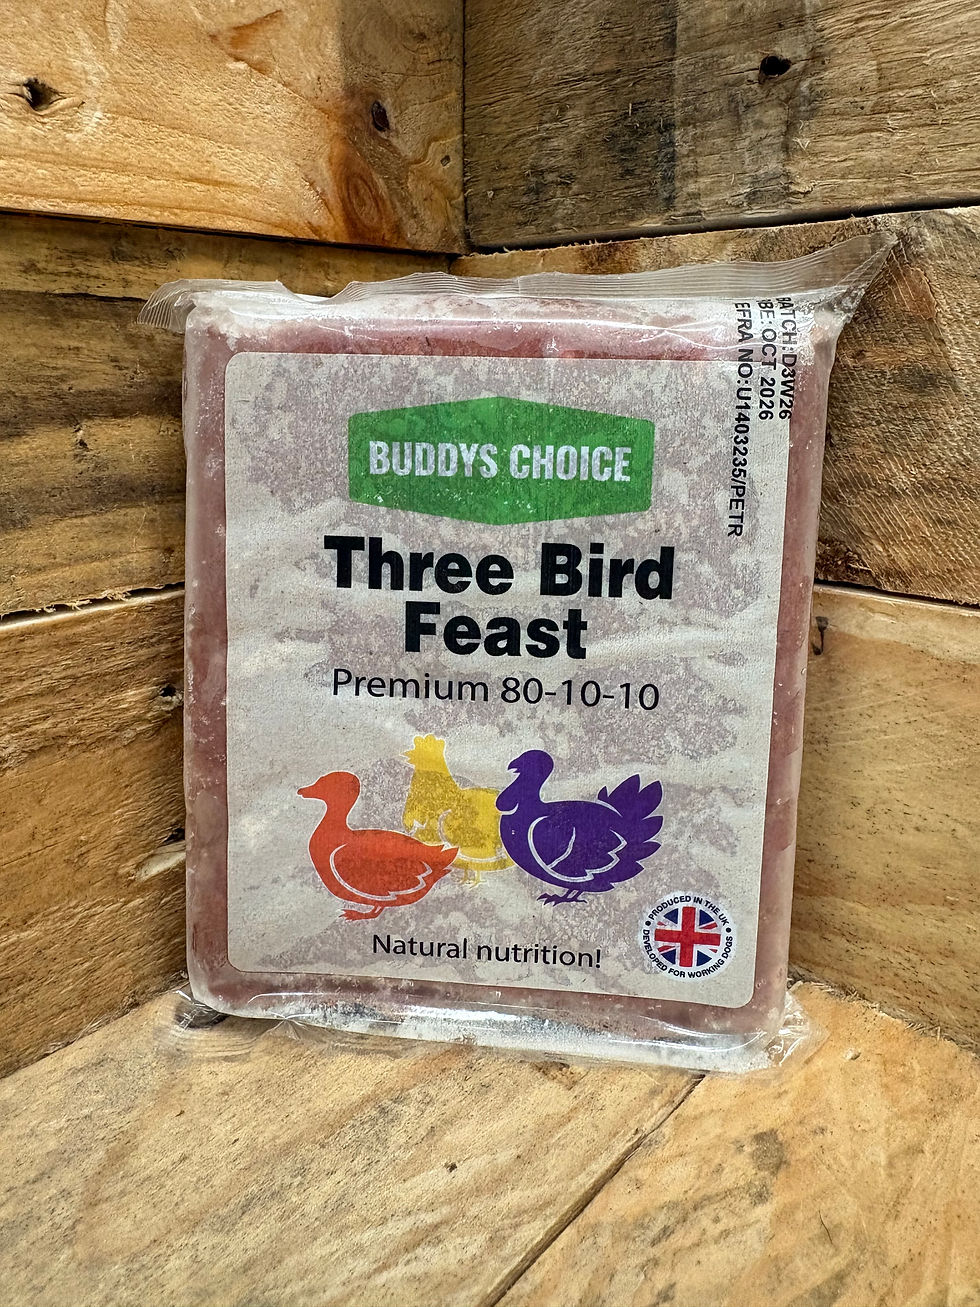 BATCH: D3W26
BBE: OCT 2026
DEFRA NO: U1403235/PETR
BUDDYS CHOICE
Three Bird
Feast
Premium 80-10-10
Natural nutrition!
PRODUCED IN THE UK
DEVELOPED FOR WORKING DOGS